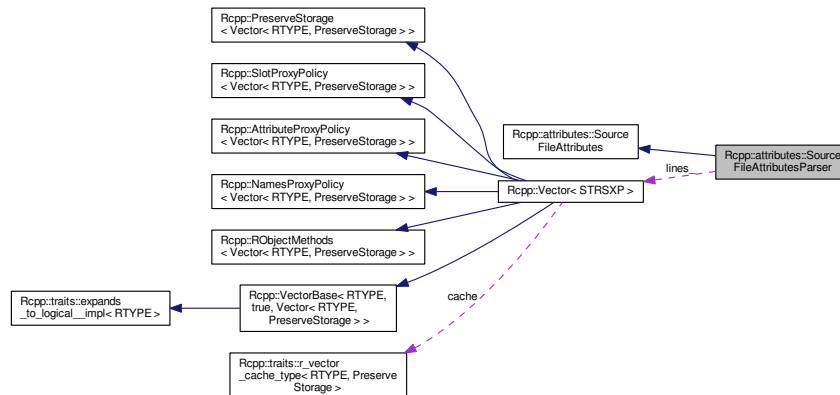 Rcpp::PreserveStorage
< Vector< RTYPE, PreserveStorage > >
Rcpp::SlotProxyPolicy
< Vector< RTYPE, PreserveStorage > >
Rcpp::AttributeProxyPolicy
< Vector< RTYPE, PreserveStorage > >
Rcpp::NamesProxyPolicy
< Vector< RTYPE, PreserveStorage > >
Rcpp::RObjectMethods
< Vector< RTYPE, PreserveStorage > >
Rcpp::traits::expands
_to_logical__impl< RTYPE >
Rcpp::VectorBase< RTYPE,
true, Vector< RTYPE,
PreserveStorage > >
Rcpp::traits::r_vector
_cache_type< RTYPE, Preserve
Storage >
cache
Rcpp::Vector< STRSXP >
Rcpp::attributes::Source
FileAttributes
lines_
Rcpp::attributes::Source
FileAttributesParser